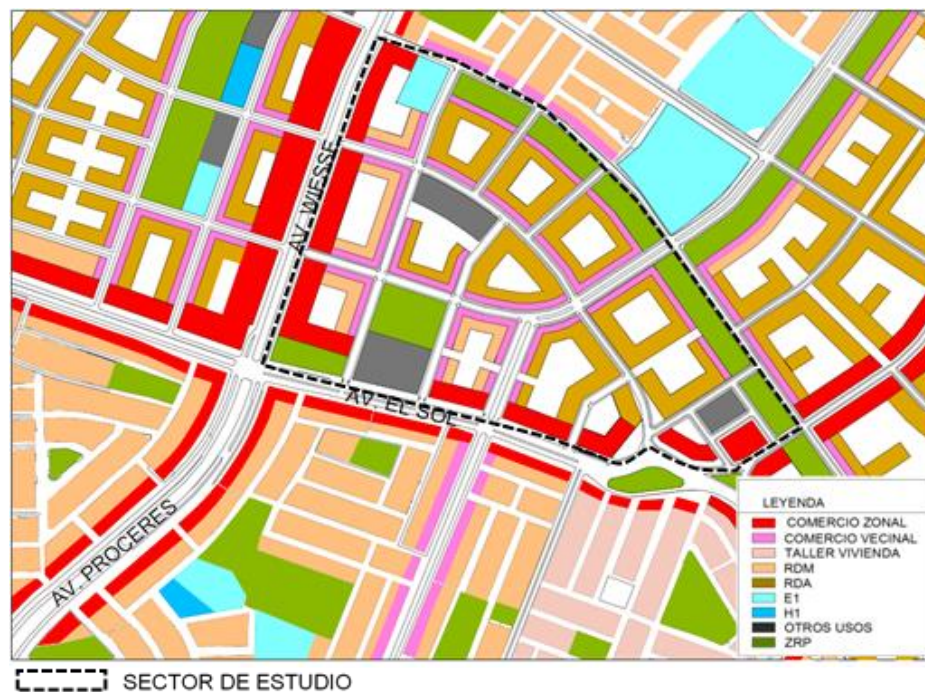 AV. WIESSE
AV. EL SOL
AV. PROCERES
LEYENDA
COMERCIO ZONAL
COMERCIO VECINAL
TALLER VIVIENDA
RDM
RDA
E1
H1
OTROS USOS
ZRP
SECTOR DE ESTUDIO